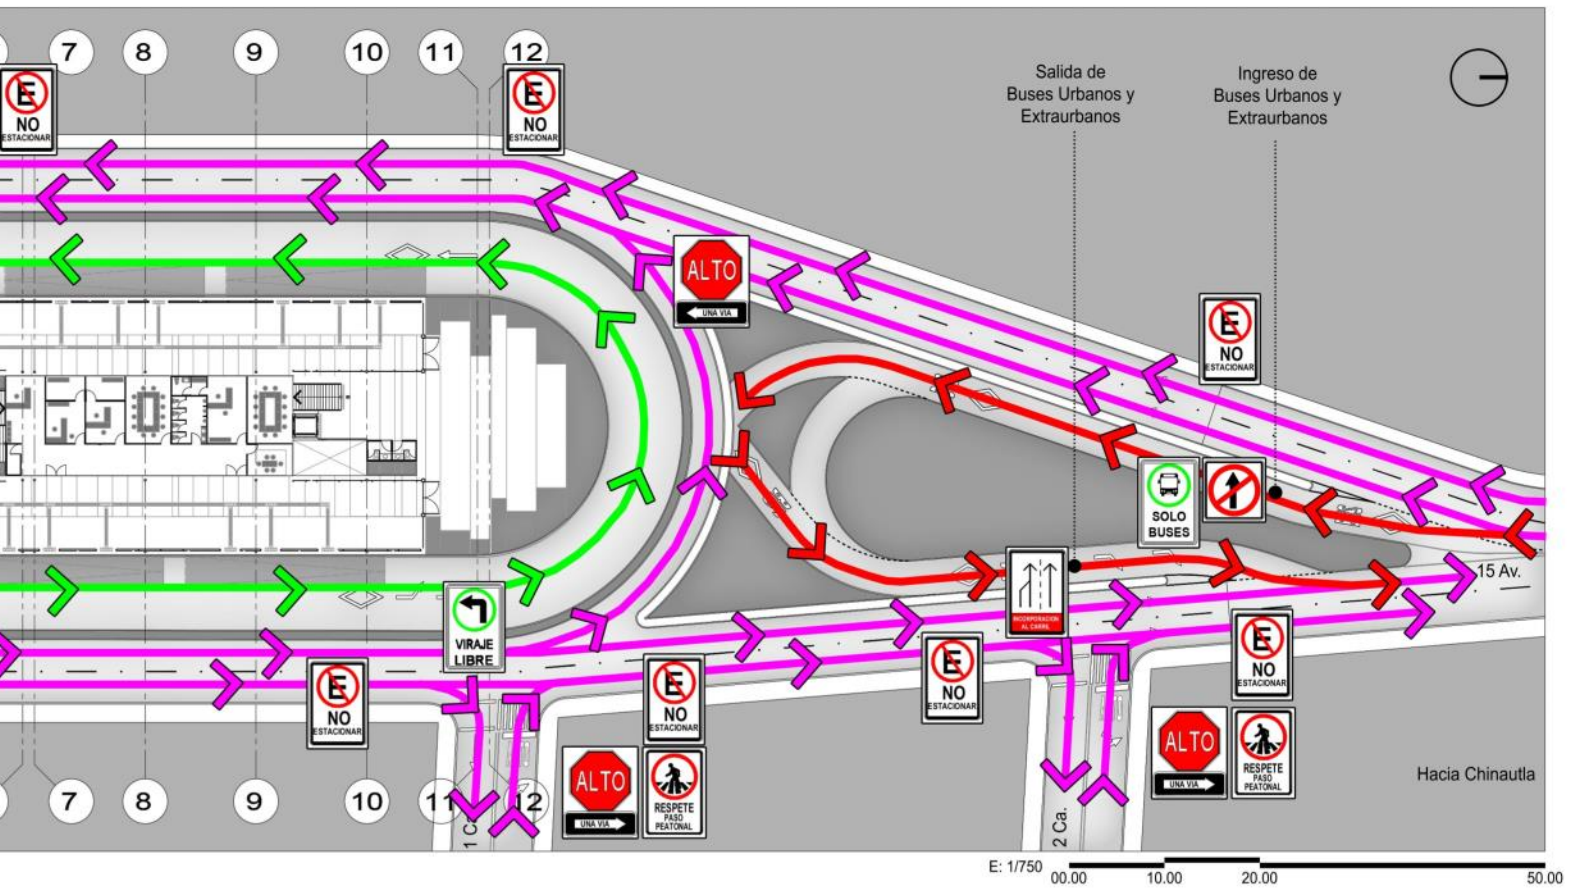 7
8
9
10
11
12
E
NO
ESTACIONAR
E
NO
ESTACIONAR
Salida de
Buses Urbanos y
Extraurbanos
Ingreso de
Buses Urbanos y
Extraurbanos
ALTO
UNA VIA
E
NO
ESTACIONAR
SOLO
BUSES
15 Av.
INCORPORACION
AL CARRIL
VIRAJE
LIBRE
E
NO
ESTACIONAR
E
NO
ESTACIONAR
E
NO
ESTACIONAR
E
NO
ESTACIONAR
ALTO
UNA VIA
RESPETE
PASO
PEATONAL
ALTO
UNA VIA
RESPETE
PASO
PEATONAL
Hacia Chinautla
7
8
9
10
11
12
1 Ca.
2 Ca.
E: 1/750
00.00
10.00
20.00
50.00